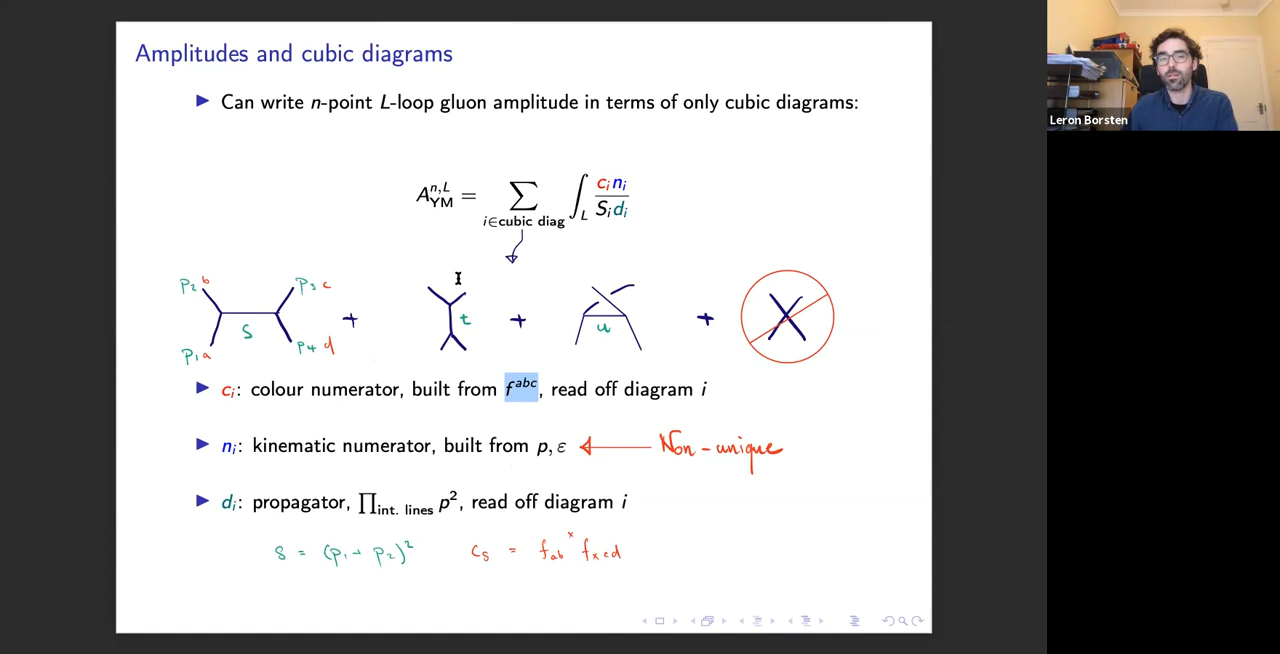 Amplitudes and cubic diagrams
Leron Borsten
▶ Can write n-point L-loop gluon amplitude in terms of only cubic diagrams:
A^{n,L}_{YM} = ∑_{i∈cubic diag} ∫_L c_i n_i / S_i d_i
p₂ b p₃ c
s + t + u +
p₁ a p₄ d
▶ c_i: colour numerator, built from f^{abc}, read off diagram i
▶ n_i: kinematic numerator, built from p, ε Non-unique
▶ d_i: propagator, ∏_{int. lines} p², read off diagram i
s = (p₁ + p₂)² c_s = f_{ab}^x f_{xcd}